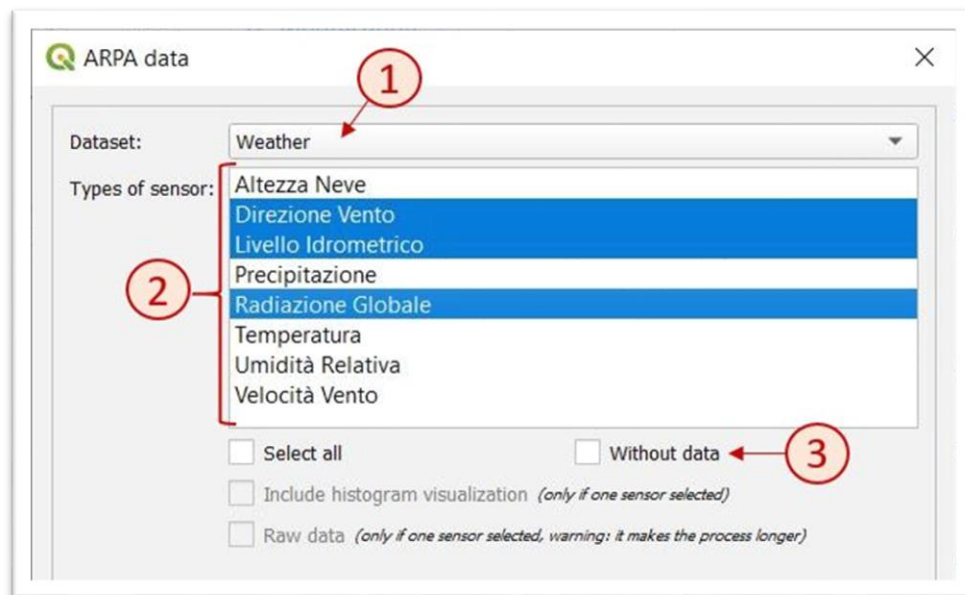 ARPA data
1
Dataset: Weather
Types of sensor:
Altezza Neve
Direzione Vento
Livello Idrometrico
Precipitazione
2
Radiazione Globale
Temperatura
Umidità Relativa
Velocità Vento
Select all Without data 3
Include histogram visualization (only if one sensor selected)
Raw data (only if one sensor selected, warning: it makes the process longer)